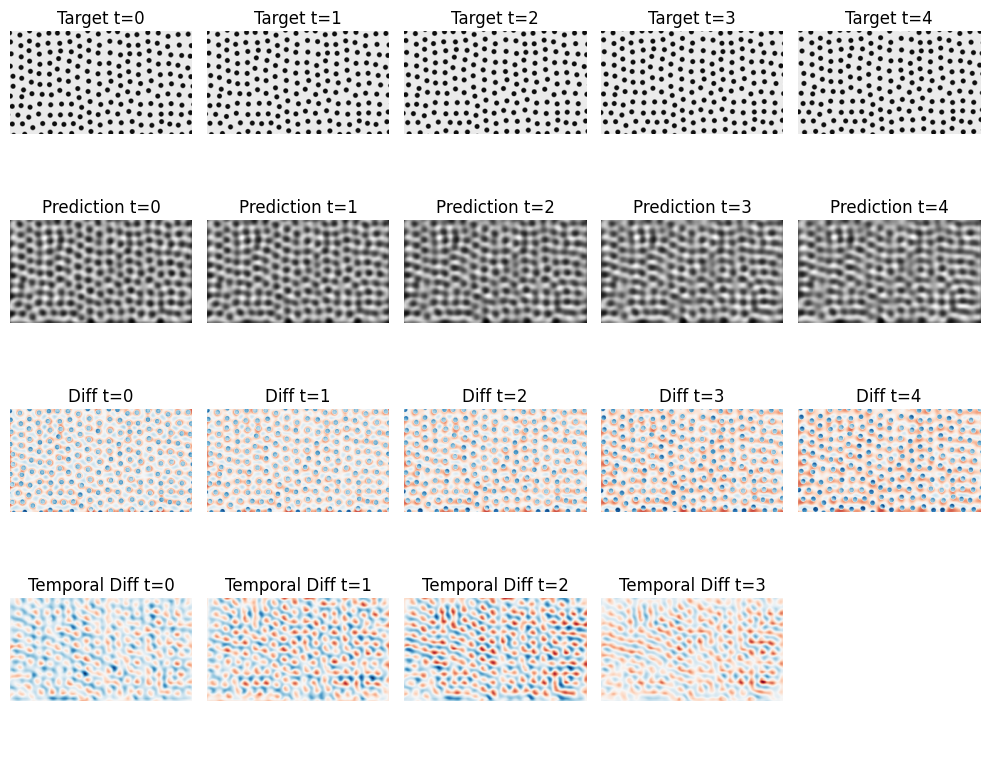 Target t=0
Target t=1
Target t=2
Target t=3
Target t=4
Prediction t=0
Prediction t=1
Prediction t=2
Prediction t=3
Prediction t=4
Diff t=0
Diff t=1
Diff t=2
Diff t=3
Diff t=4
Temporal Diff t=0
Temporal Diff t=1
Temporal Diff t=2
Temporal Diff t=3